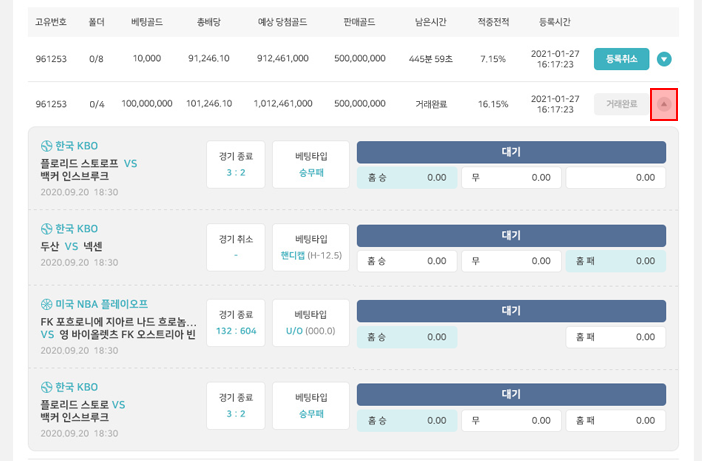 고유번호 폴더 베팅골드 총배당 예상 당첨골드 판매골드 남은시간 적중전적 등록시간
961253 0/8 10,000 91,246.10 912,461,000 500,000,000 445분 59초 7.15% 2021-01-27 16:17:23 등록취소
961253 0/4 100,000,000 101,246.10 1,012,461,000 500,000,000 거래완료 16.15% 2021-01-27 16:17:23 거래완료
한국 KBO
플로리드 스토로프 VS
백커 인스브루크
2020.09.20 18:30
경기 종료
3 : 2
베팅타입
승무패
대기
홈 승 0.00 무 0.00 0.00
한국 KBO
두산 VS 넥센
2020.09.20 18:30
경기 취소
-
베팅타입
핸디캡 (H-12.5)
대기
홈 승 0.00 무 0.00 홈 패 0.00
미국 NBA 플레이오프
FK 포흐로니에 지아르 나드 흐로놈...
VS 영 바이올렛츠 FK 오스트리아 빈
2020.09.20 18:30
경기 종료
132 : 604
베팅타입
U/O (000.0)
대기
홈 승 0.00 홈 패 0.00
한국 KBO
플로리드 스토로 VS
백커 인스브루크
2020.09.20 18:30
경기 종료
3 : 2
베팅타입
승무패
대기
홈 승 0.00 무 0.00 홈 패 0.00